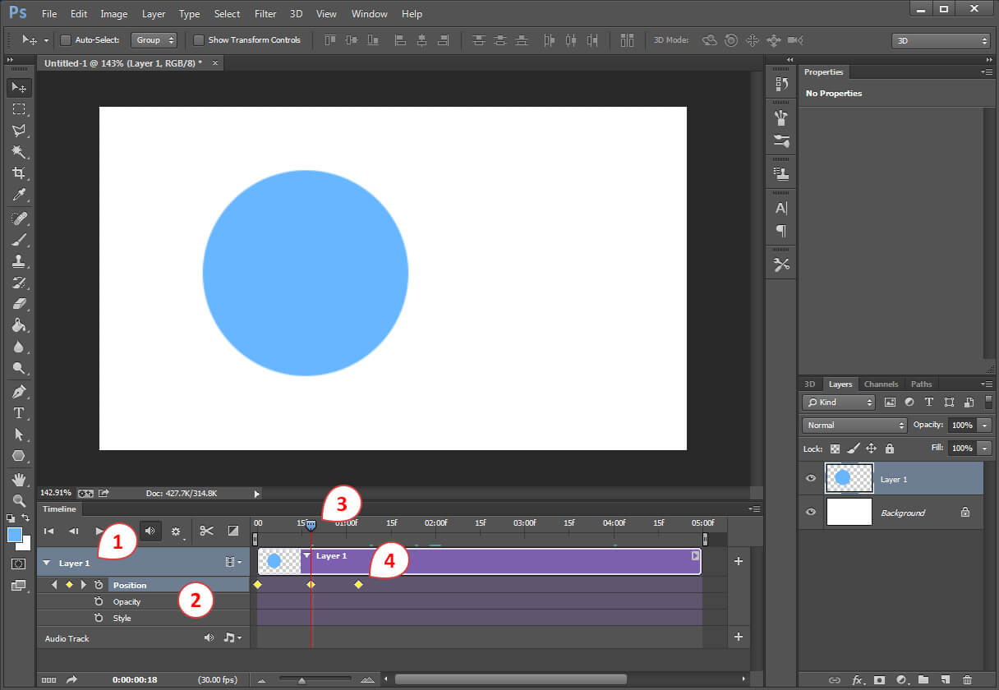 Ps File Edit Image Layer Type Select Filter 3D View Window Help
Auto-Select: Group Show Transform Controls 3D Mode: 3D
Untitled-1 @ 143% (Layer 1, RGB/8) * ×
Properties
No Properties
3D Layers Channels Paths
Kind
Normal Opacity: 100%
Lock: Fill: 100%
Layer 1
Background
142.91% Doc: 427.7K/314.8K
Timeline
00 15f 01:00f 15f 02:00f 15f 03:00f 15f 04:00f 15f 05:00f
1
2
3
4
Layer 1
Layer 1
Position
Opacity
Style
Audio Track
0:00:00:18 (30.00 fps)